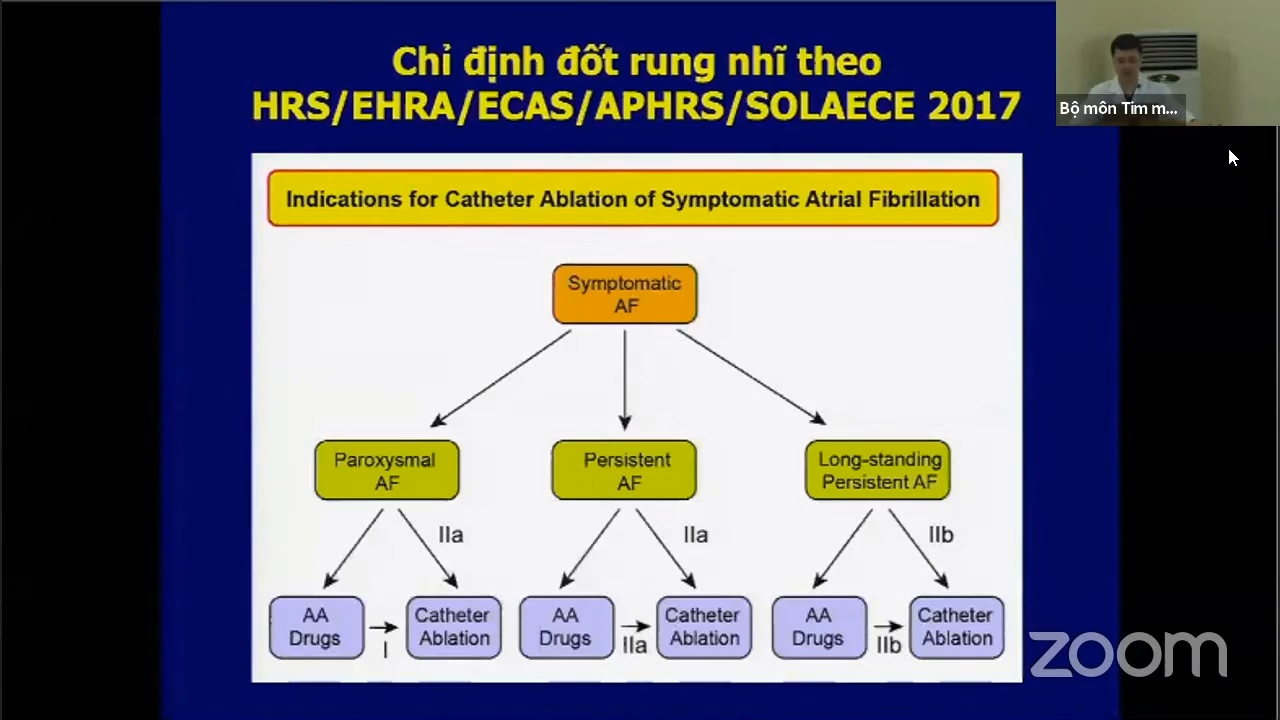 Chỉ định đốt rung nhĩ theo
HRS/EHRA/ECAS/APHRS/SOLAECE 2017
Bộ môn Tim m...
Indications for Catheter Ablation of Symptomatic Atrial Fibrillation
Symptomatic
AF
Paroxysmal
AF
Persistent
AF
Long-standing
Persistent AF
IIa
IIa
IIb
AA
Drugs
I
Catheter
Ablation
AA
Drugs
IIa
Catheter
Ablation
AA
Drugs
IIb
Catheter
Ablation
zoom